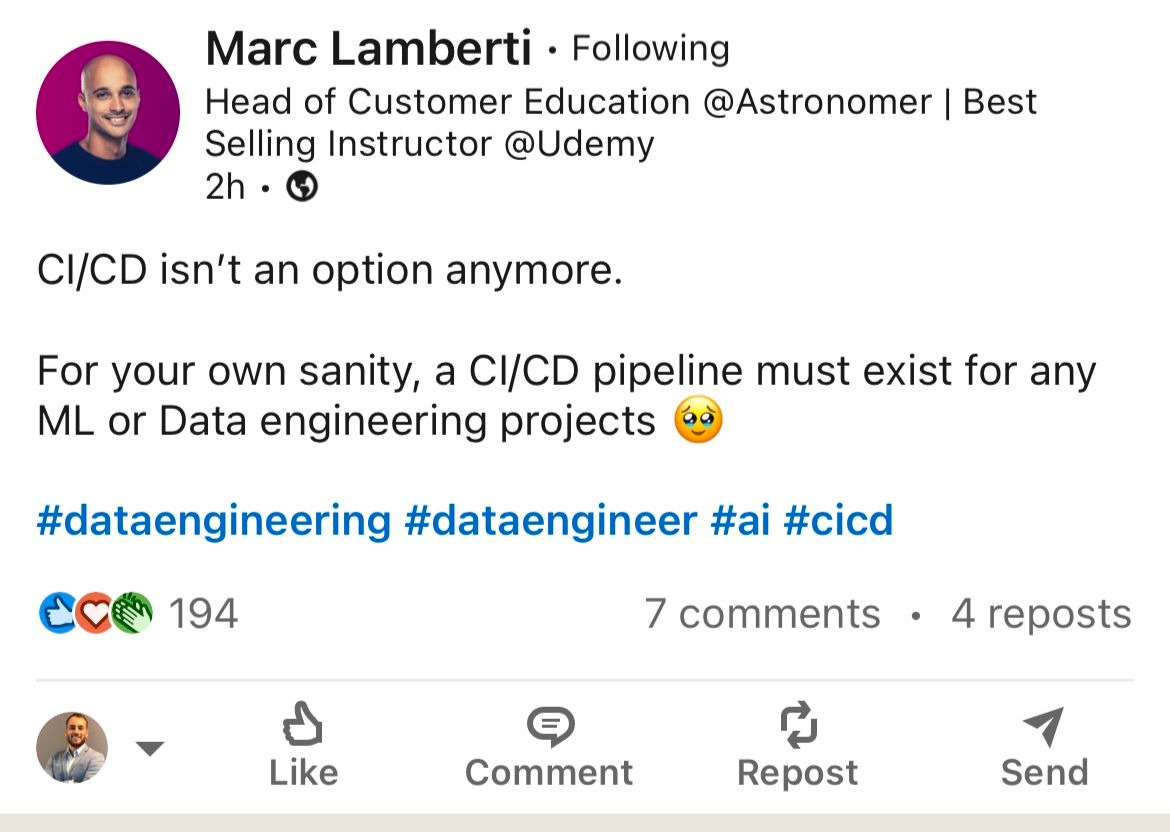 Marc Lamberti • Following
Head of Customer Education @Astronomer | Best
Selling Instructor @Udemy
2h •
CI/CD isn’t an option anymore.
For your own sanity, a CI/CD pipeline must exist for any
ML or Data engineering projects 🥹
#dataengineering #dataengineer #ai #cicd
194
7 comments • 4 reposts
Like
Comment
Repost
Send